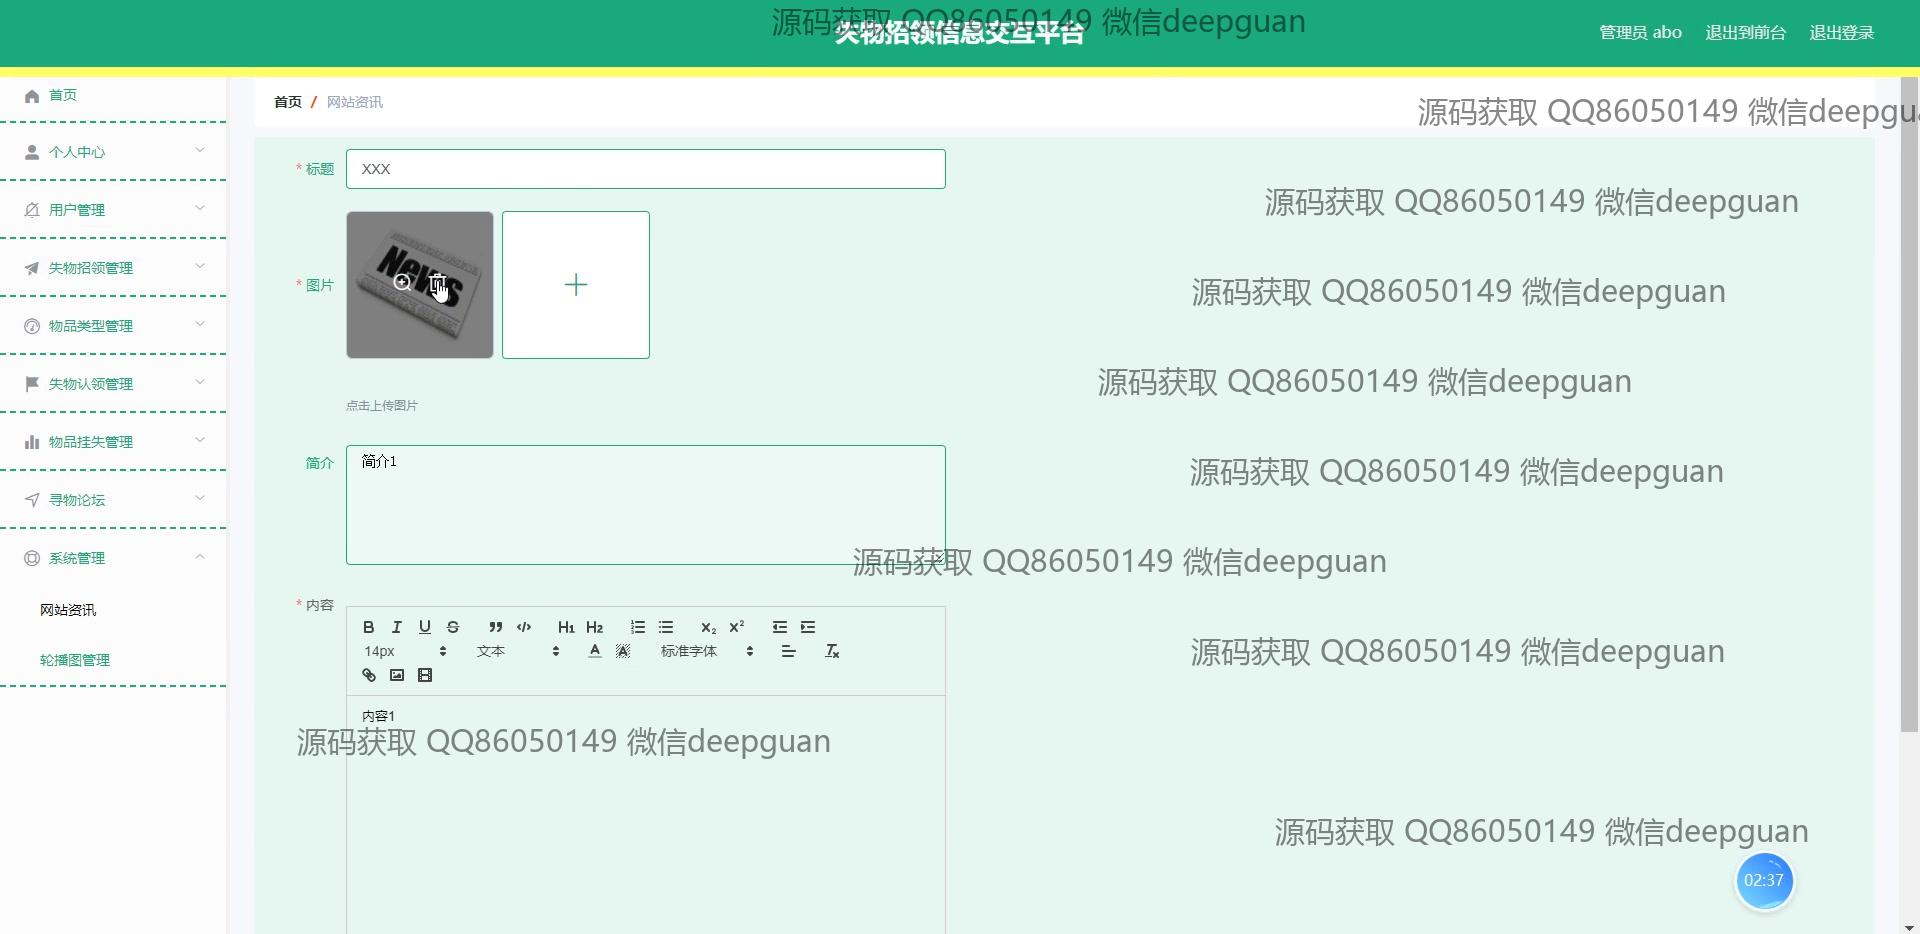 失物招领信息交互平台
源码获取 QQ86050149 微信deepguan
管理员 abo
退出到前台
退出登录
首页
个人中心
用户管理
失物招领管理
物品类型管理
失物认领管理
物品挂失管理
寻物论坛
系统管理
网站资讯
轮播图管理
首页 / 网站资讯
源码获取 QQ86050149 微信deepgua
* 标题
XXX
源码获取 QQ86050149 微信deepguan
* 图片
News
源码获取 QQ86050149 微信deepguan
源码获取 QQ86050149 微信deepguan
点击上传图片
简介
简介1
源码获取 QQ86050149 微信deepguan
源码获取 QQ86050149 微信deepguan
* 内容
B I U S H1 H2 X2 X2
14px 文本 A A 标准字体 Tx
源码获取 QQ86050149 微信deepguan
内容1
源码获取 QQ86050149 微信deepguan
源码获取 QQ86050149 微信deepguan
02:37